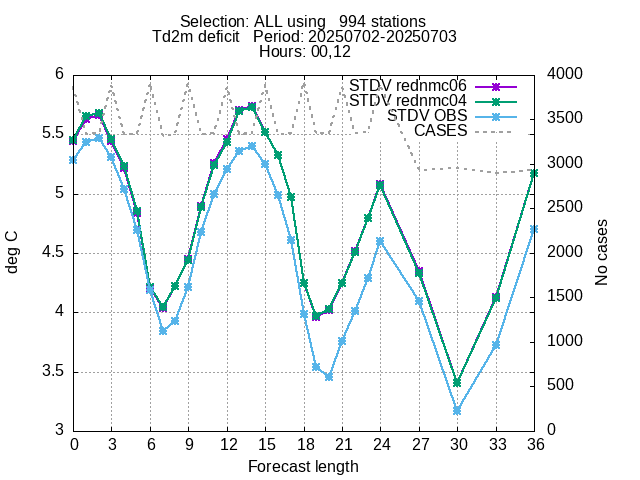 Selection: ALL using   994 stations
Td2m deficit   Period: 20250702-20250703
Hours: 00,12
STDV rednmc06
STDV rednmc04
STDV OBS
CASES
6
5.5
5
4.5
4
3.5
3
4000
3500
3000
2500
2000
1500
1000
500
0
deg C
No cases
0 3 6 9 12 15 18 21 24 27 30 33 36
Forecast length